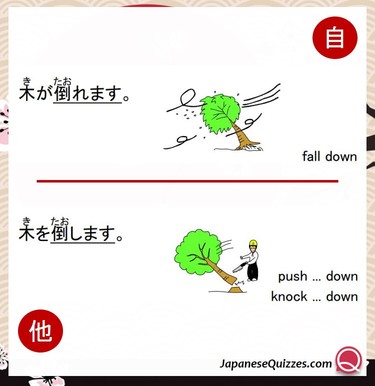 自
木が倒れます。
き たお
fall down
木を倒します。
き たお
push ... down
knock ... down
他
JapaneseQuizzes.com